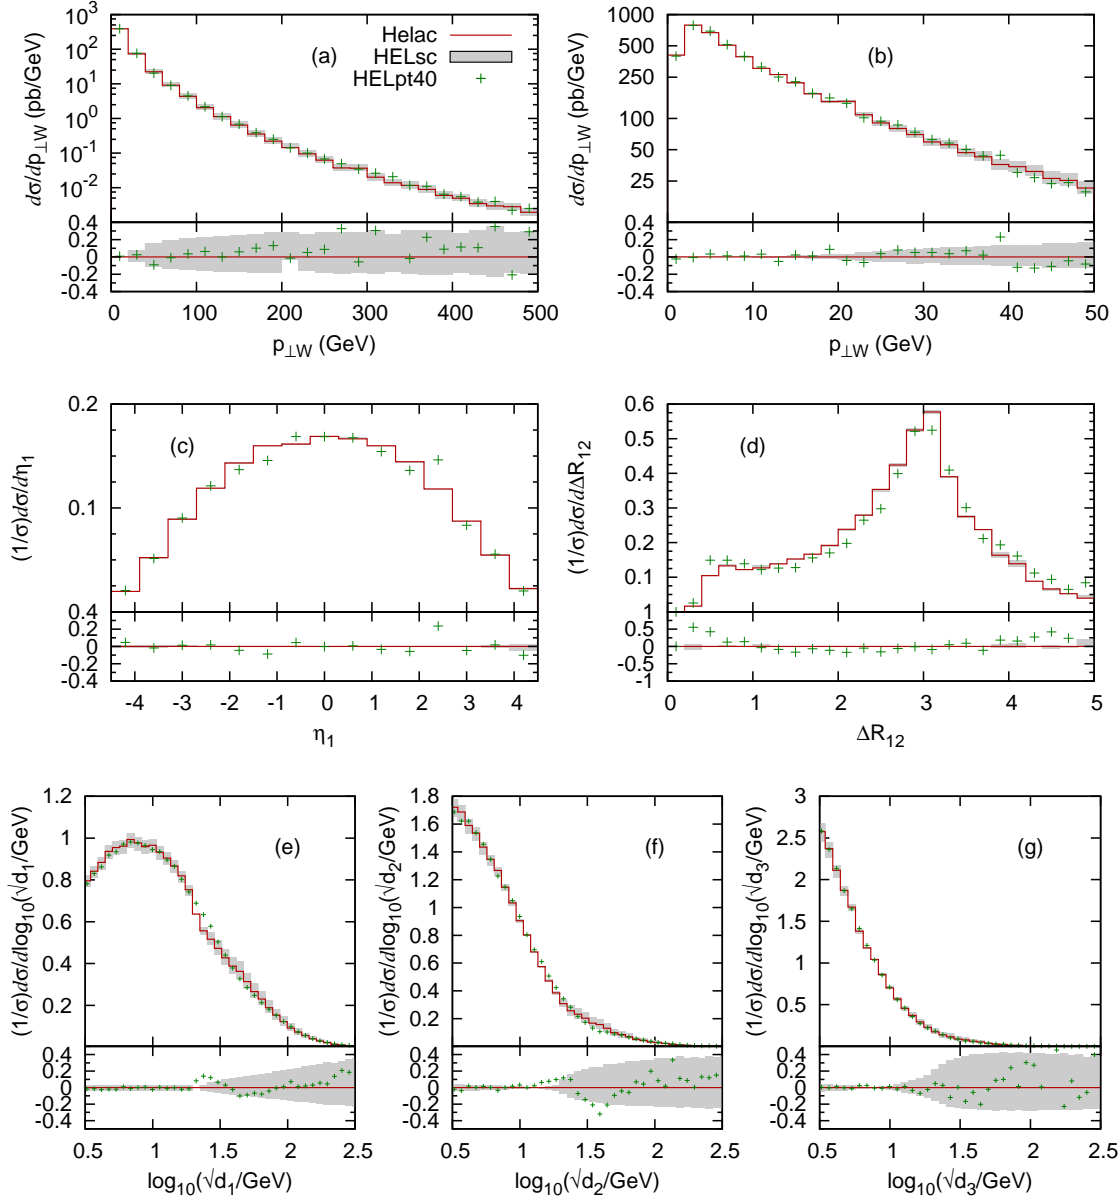 dσ/dp⊥W (pb/GeV)
10³
10³
10²
10¹
10⁰
10⁻¹
10⁻²
(a)
Helac
HELsc
HELpt40
0.4
0.2
0
-0.2
-0.4
0 100 200 300 400 500
p⊥W (GeV)
dσ/dp⊥W (pb/GeV)
1000
500
250
100
50
25
(b)
0.4
0.2
0
-0.2
-0.4
0 10 20 30 40 50
p⊥W (GeV)
(1/σ)dσ/dη1
0.2
0.1
(c)
0.4
0.2
0
-0.2
-0.4
-4 -3 -2 -1 0 1 2 3 4
η1
(1/σ)dσ/dΔR12
0.6
0.5
0.4
0.3
0.2
0.1
(d)
1
0.5
0
-0.5
-1
0 1 2 3 4 5
ΔR12
(1/σ)dσ/dlog10(√d1/GeV)
1.2
1
0.8
0.6
0.4
0.2
(e)
0.4
0.2
0
-0.2
-0.4
0.5 1 1.5 2 2.5
log10(√d1/GeV)
(1/σ)dσ/dlog10(√d2/GeV)
1.8
1.6
1.4
1.2
1
0.8
0.6
0.4
0.2
(f)
0.4
0.2
0
-0.2
-0.4
0.5 1 1.5 2 2.5
log10(√d2/GeV)
(1/σ)dσ/dlog10(√d3/GeV)
3
2.5
2
1.5
1
0.5
(g)
0.4
0.2
0
-0.2
-0.4
0.5 1 1.5 2 2.5
log10(√d3/GeV)